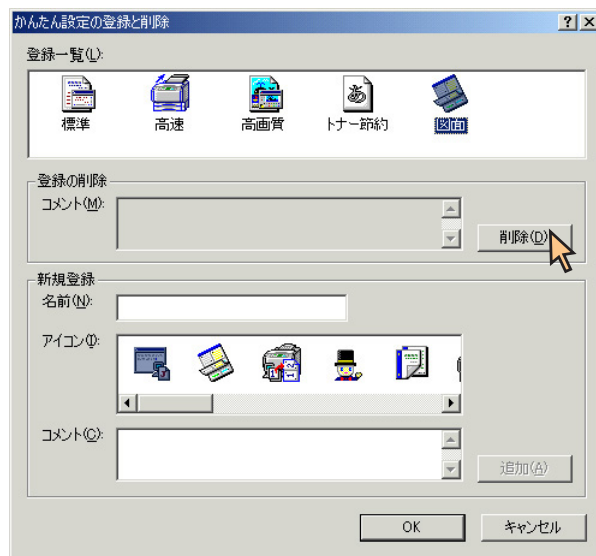 かんたん設定の登録と削除
登録一覧(L):
標準 高速 高画質 トナー節約 図面
登録の削除
コメント(M):
削除(D)
新規登録
名前(N):
アイコン(I):
コメント(C):
追加(A)
OK キャンセル